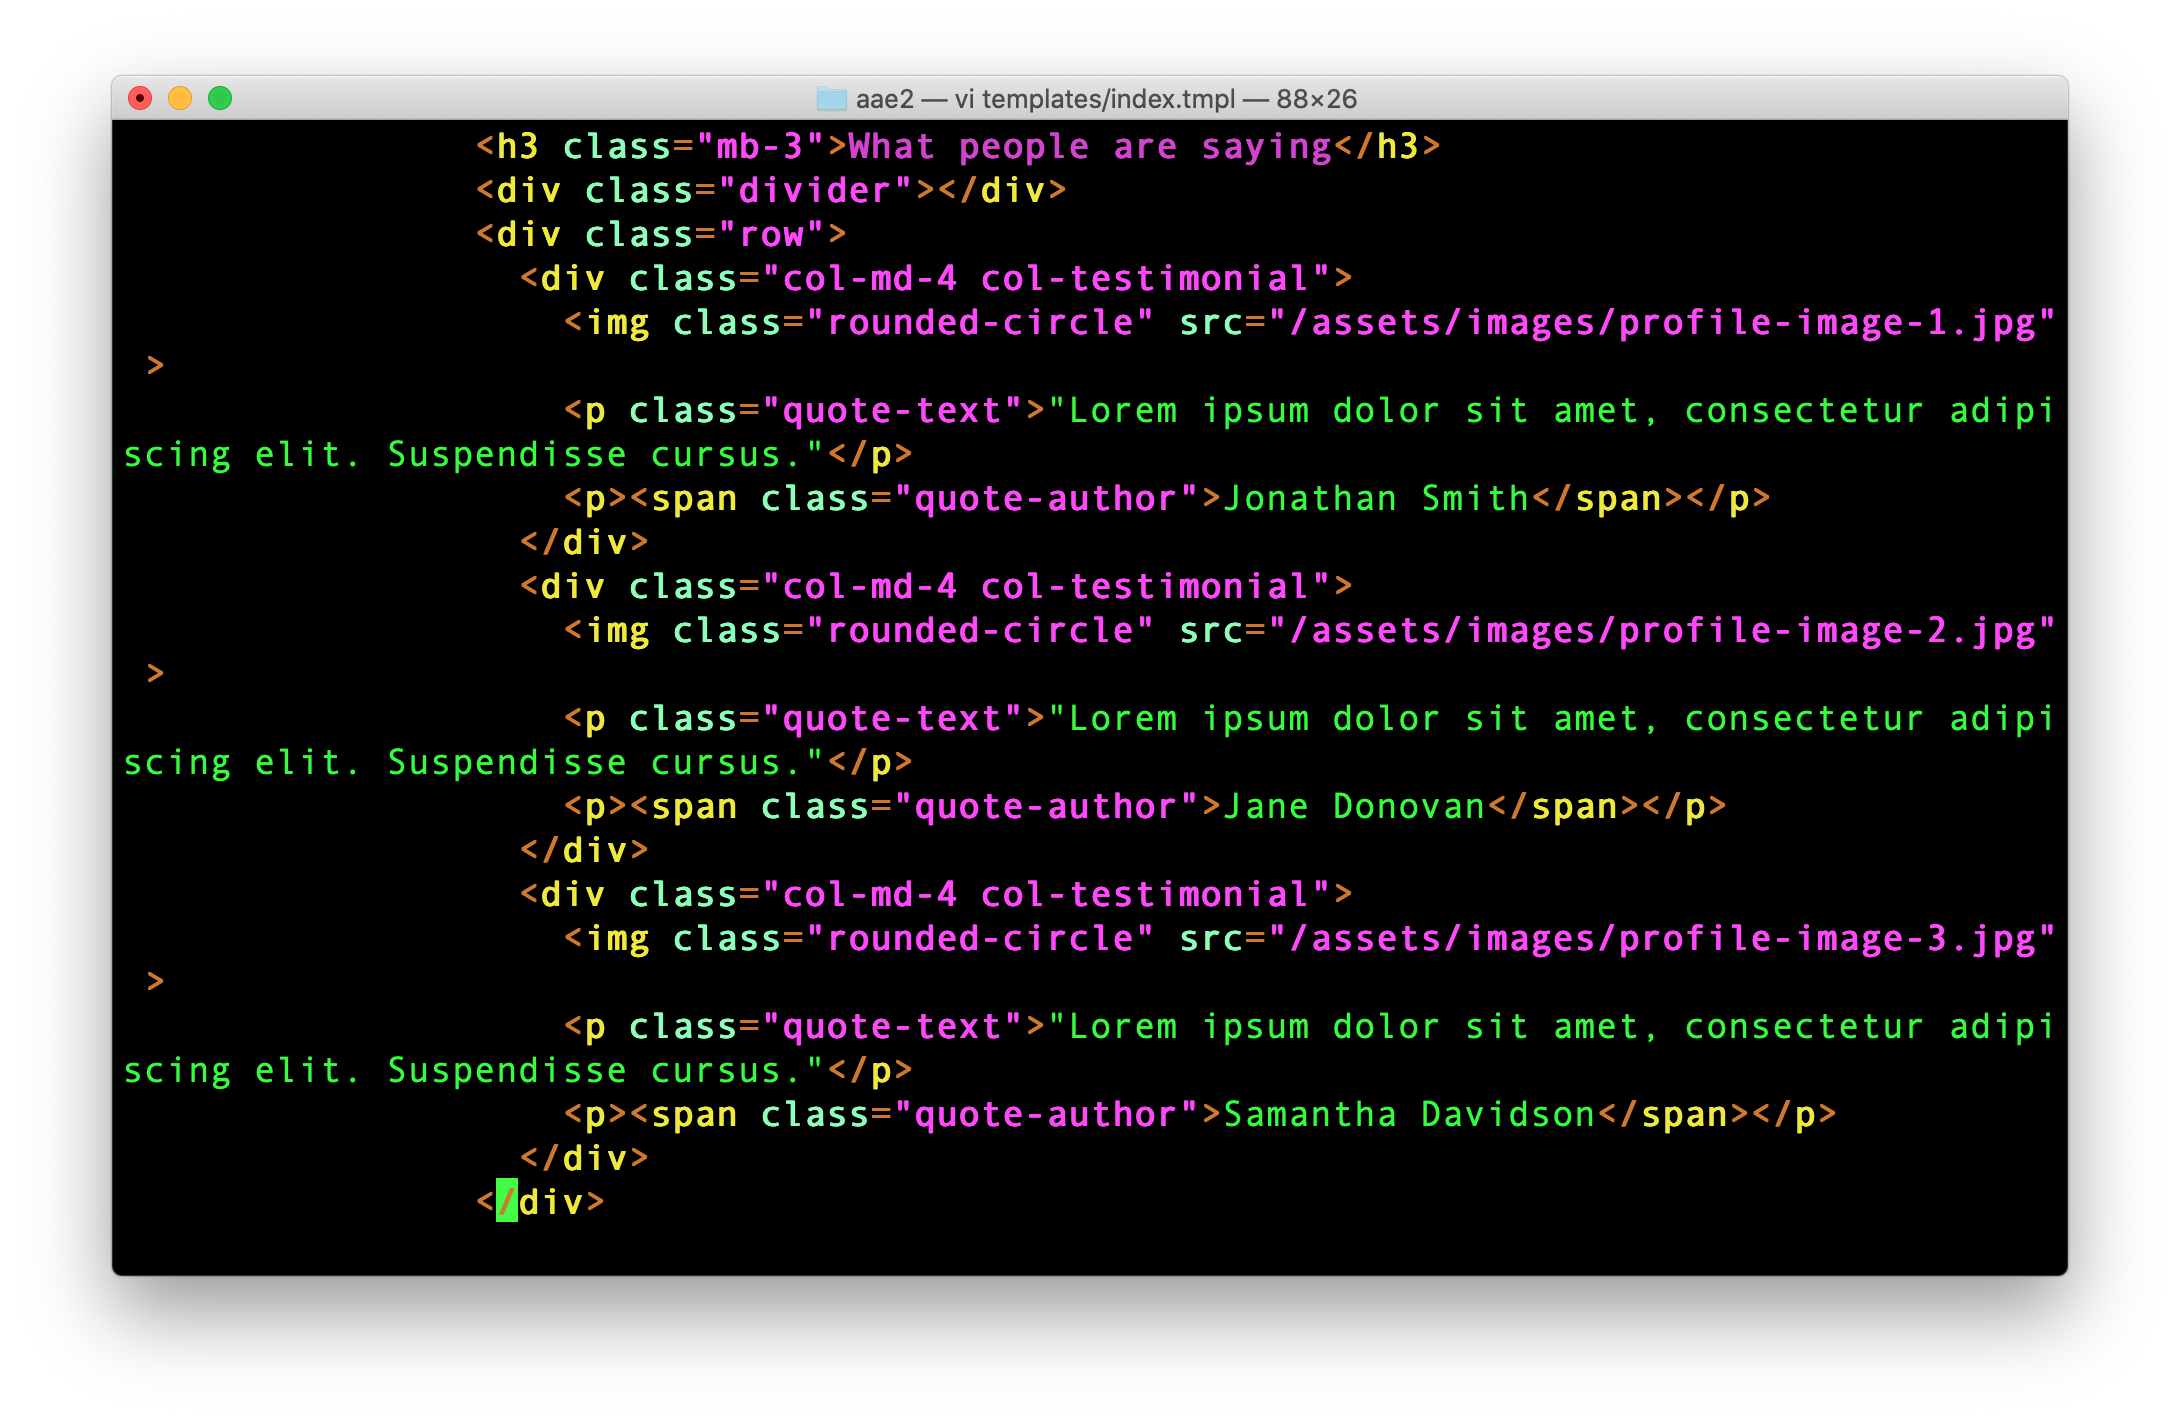 aae2 — vi templates/index.tmpl — 88×26
<h3 class="mb-3">What people are saying</h3>
<div class="divider"></div>
<div class="row">
<div class="col-md-4 col-testimonial">
<img class="rounded-circle" src="/assets/images/profile-image-1.jpg"
>
<p class="quote-text">"Lorem ipsum dolor sit amet, consectetur adipi
scing elit. Suspendisse cursus."</p>
<p><span class="quote-author">Jonathan Smith</span></p>
</div>
<div class="col-md-4 col-testimonial">
<img class="rounded-circle" src="/assets/images/profile-image-2.jpg"
>
<p class="quote-text">"Lorem ipsum dolor sit amet, consectetur adipi
scing elit. Suspendisse cursus."</p>
<p><span class="quote-author">Jane Donovan</span></p>
</div>
<div class="col-md-4 col-testimonial">
<img class="rounded-circle" src="/assets/images/profile-image-3.jpg"
>
<p class="quote-text">"Lorem ipsum dolor sit amet, consectetur adipi
scing elit. Suspendisse cursus."</p>
<p><span class="quote-author">Samantha Davidson</span></p>
</div>
</div>